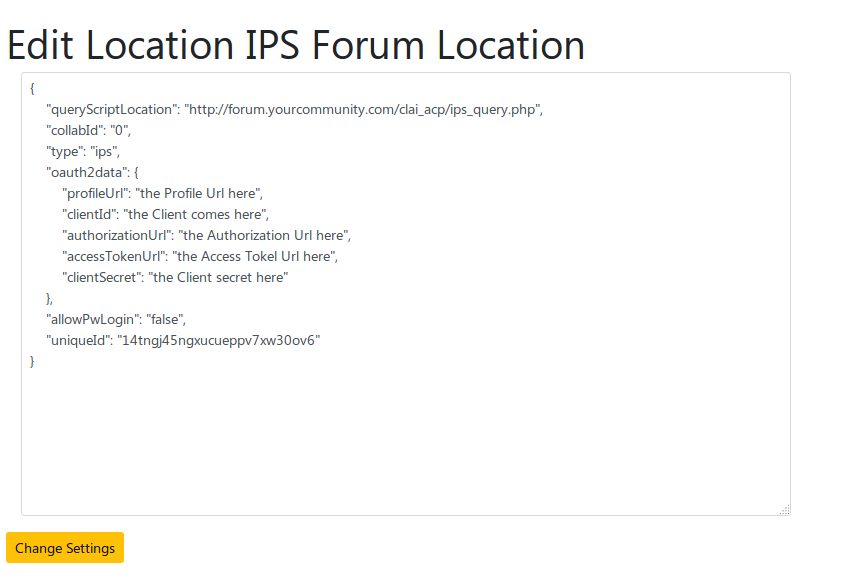 Edit Location IPS Forum Location
{
"queryScriptLocation": "http://forum.yourcommunity.com/clai_acp/ips_query.php",
"collabId": "0",
"type": "ips",
"oauth2data": {
"profileUrl": "the Profile Url here",
"clientId": "the Client comes here",
"authorizationUrl": "the Authorization Url here",
"accessTokenUrl": "the Access Tokel Url here",
"clientSecret": "the Client secret here"
},
"allowPwLogin": "false",
"uniqueId": "14tngj45ngxucueppv7xw30ov6"
}
Change Settings